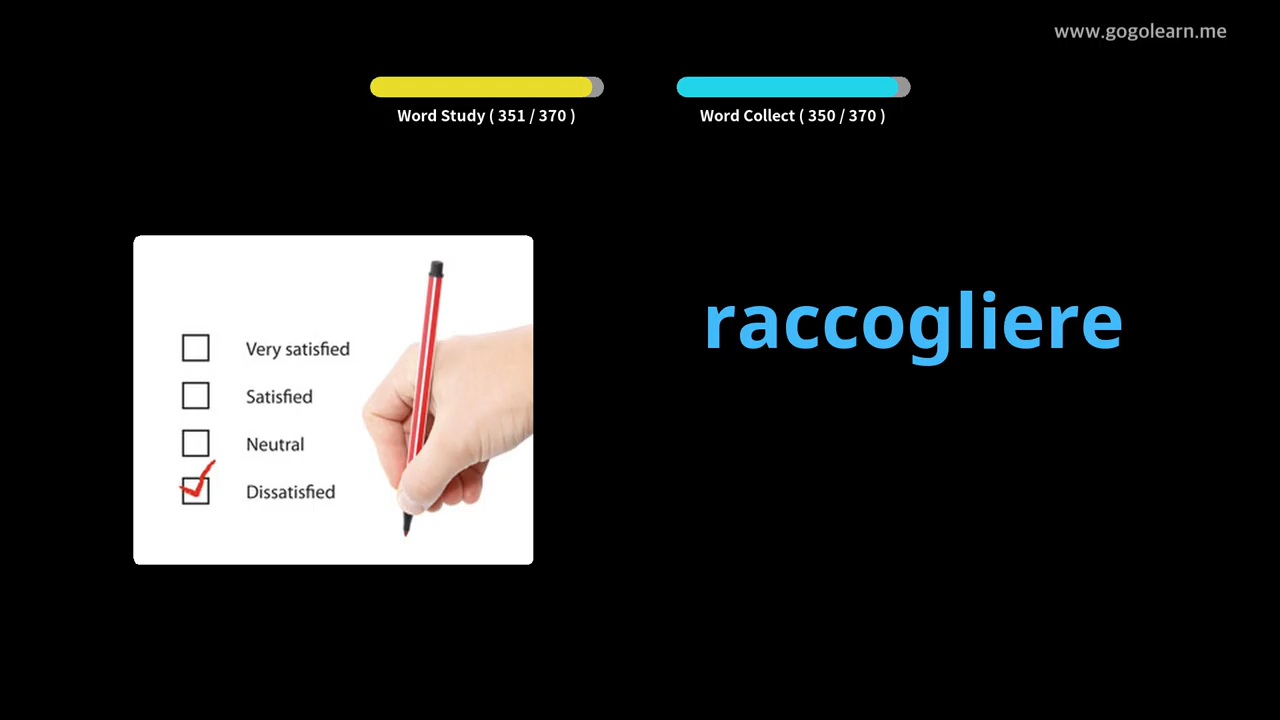 www.gogolearn.me
Word Study ( 351 / 370 )
Word Collect ( 350 / 370 )
raccogliere
Very satisfied
Satisfied
Neutral
Dissatisfied